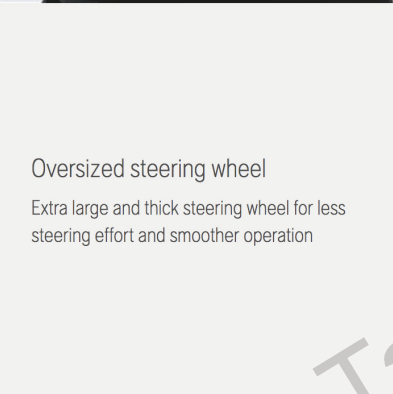 Oversized steering wheel
Extra large and thick steering wheel for less
steering effort and smoother operation